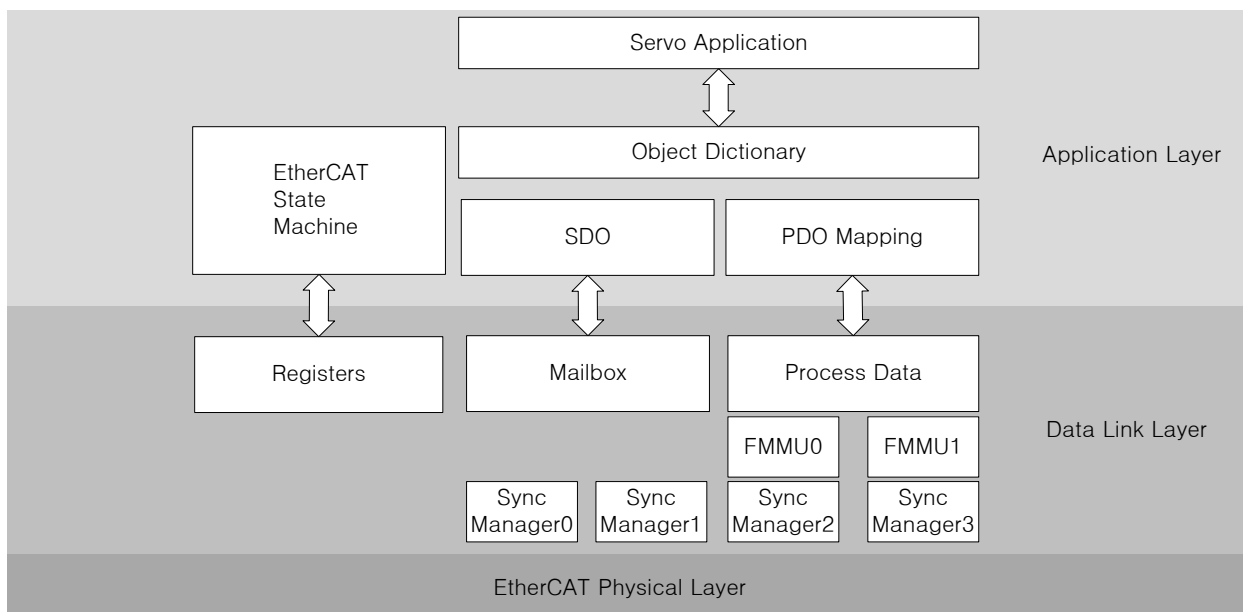 Servo Application
Object Dictionary
Application Layer
EtherCAT
State
Machine
SDO
PDO Mapping
Registers
Mailbox
Process Data
Data Link Layer
FMMU0
FMMU1
Sync
Manager0
Sync
Manager1
Sync
Manager2
Sync
Manager3
EtherCAT Physical Layer